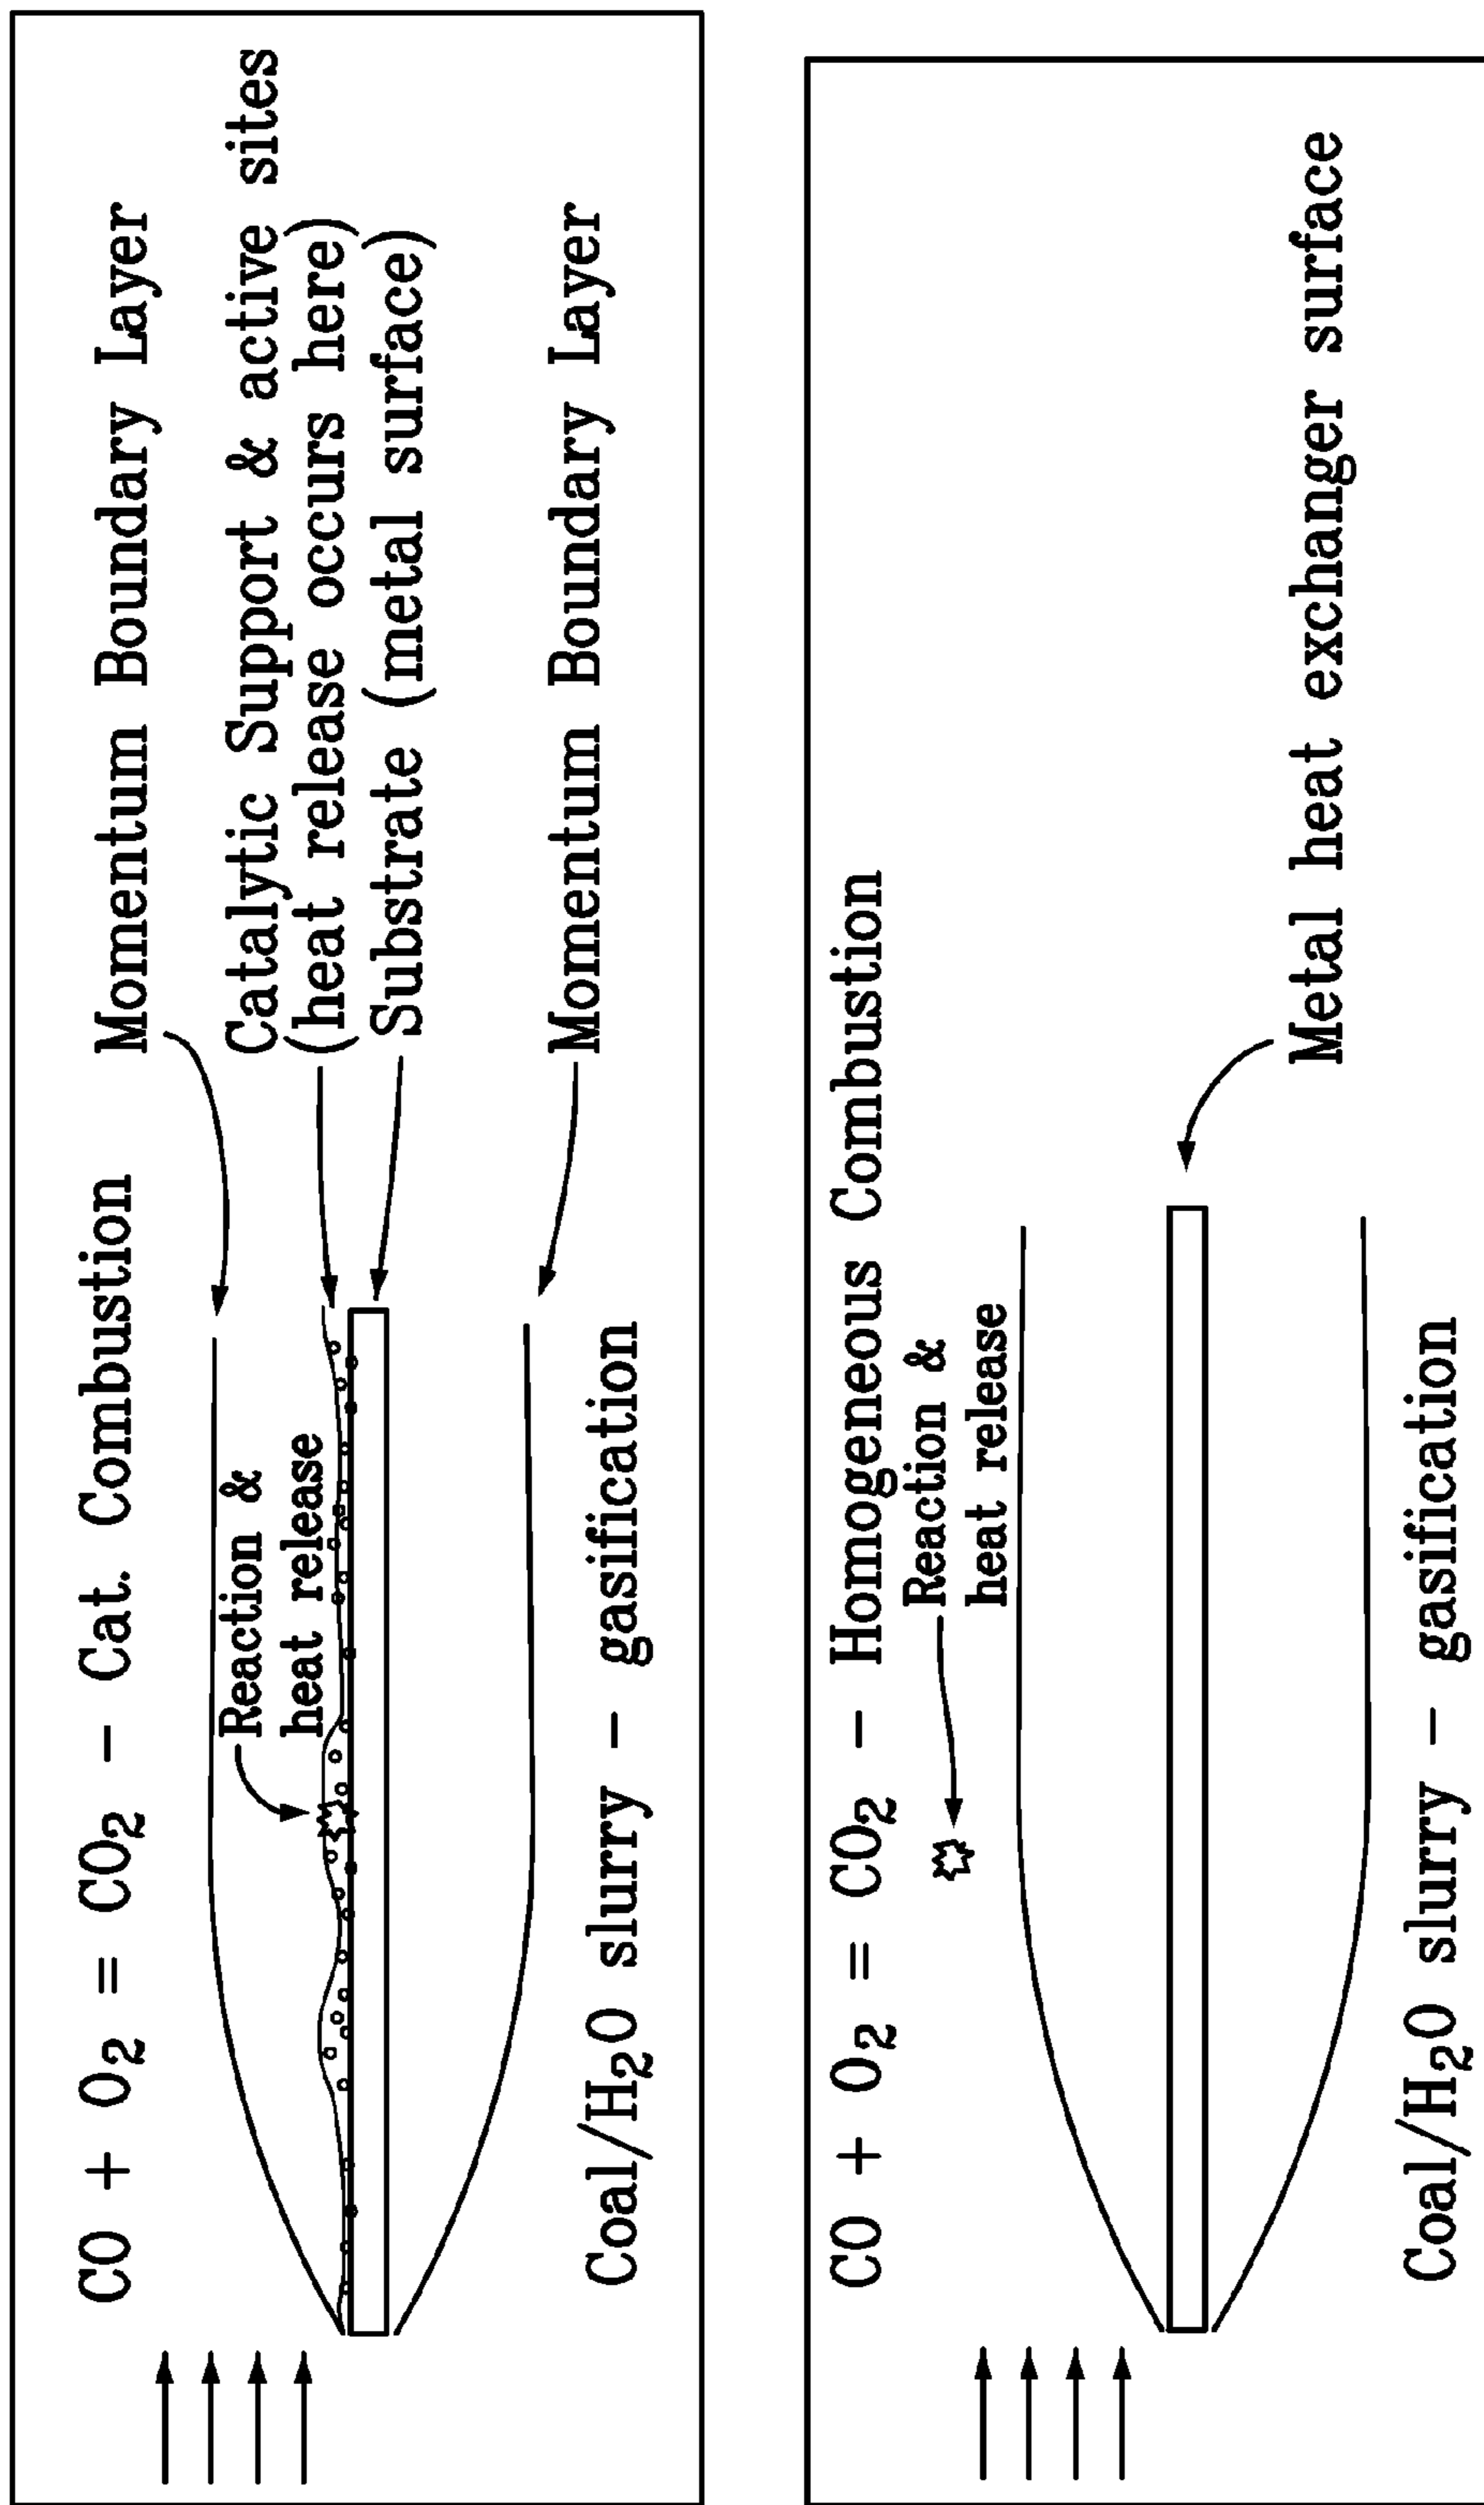 CO + O₂ = CO₂ - Cat. Combustion
Momentum Boundary Layer
Reaction &
heat release
Catalytic Support & active sites
(heat release occurs here)
Substrate (metal surface)
Momentum Boundary Layer
Coal/H₂O slurry - gasification
CO + O₂ = CO₂ - Homogeneous Combustion
Reaction &
heat release
Metal heat exchanger surface
Coal/H₂O slurry - gasification